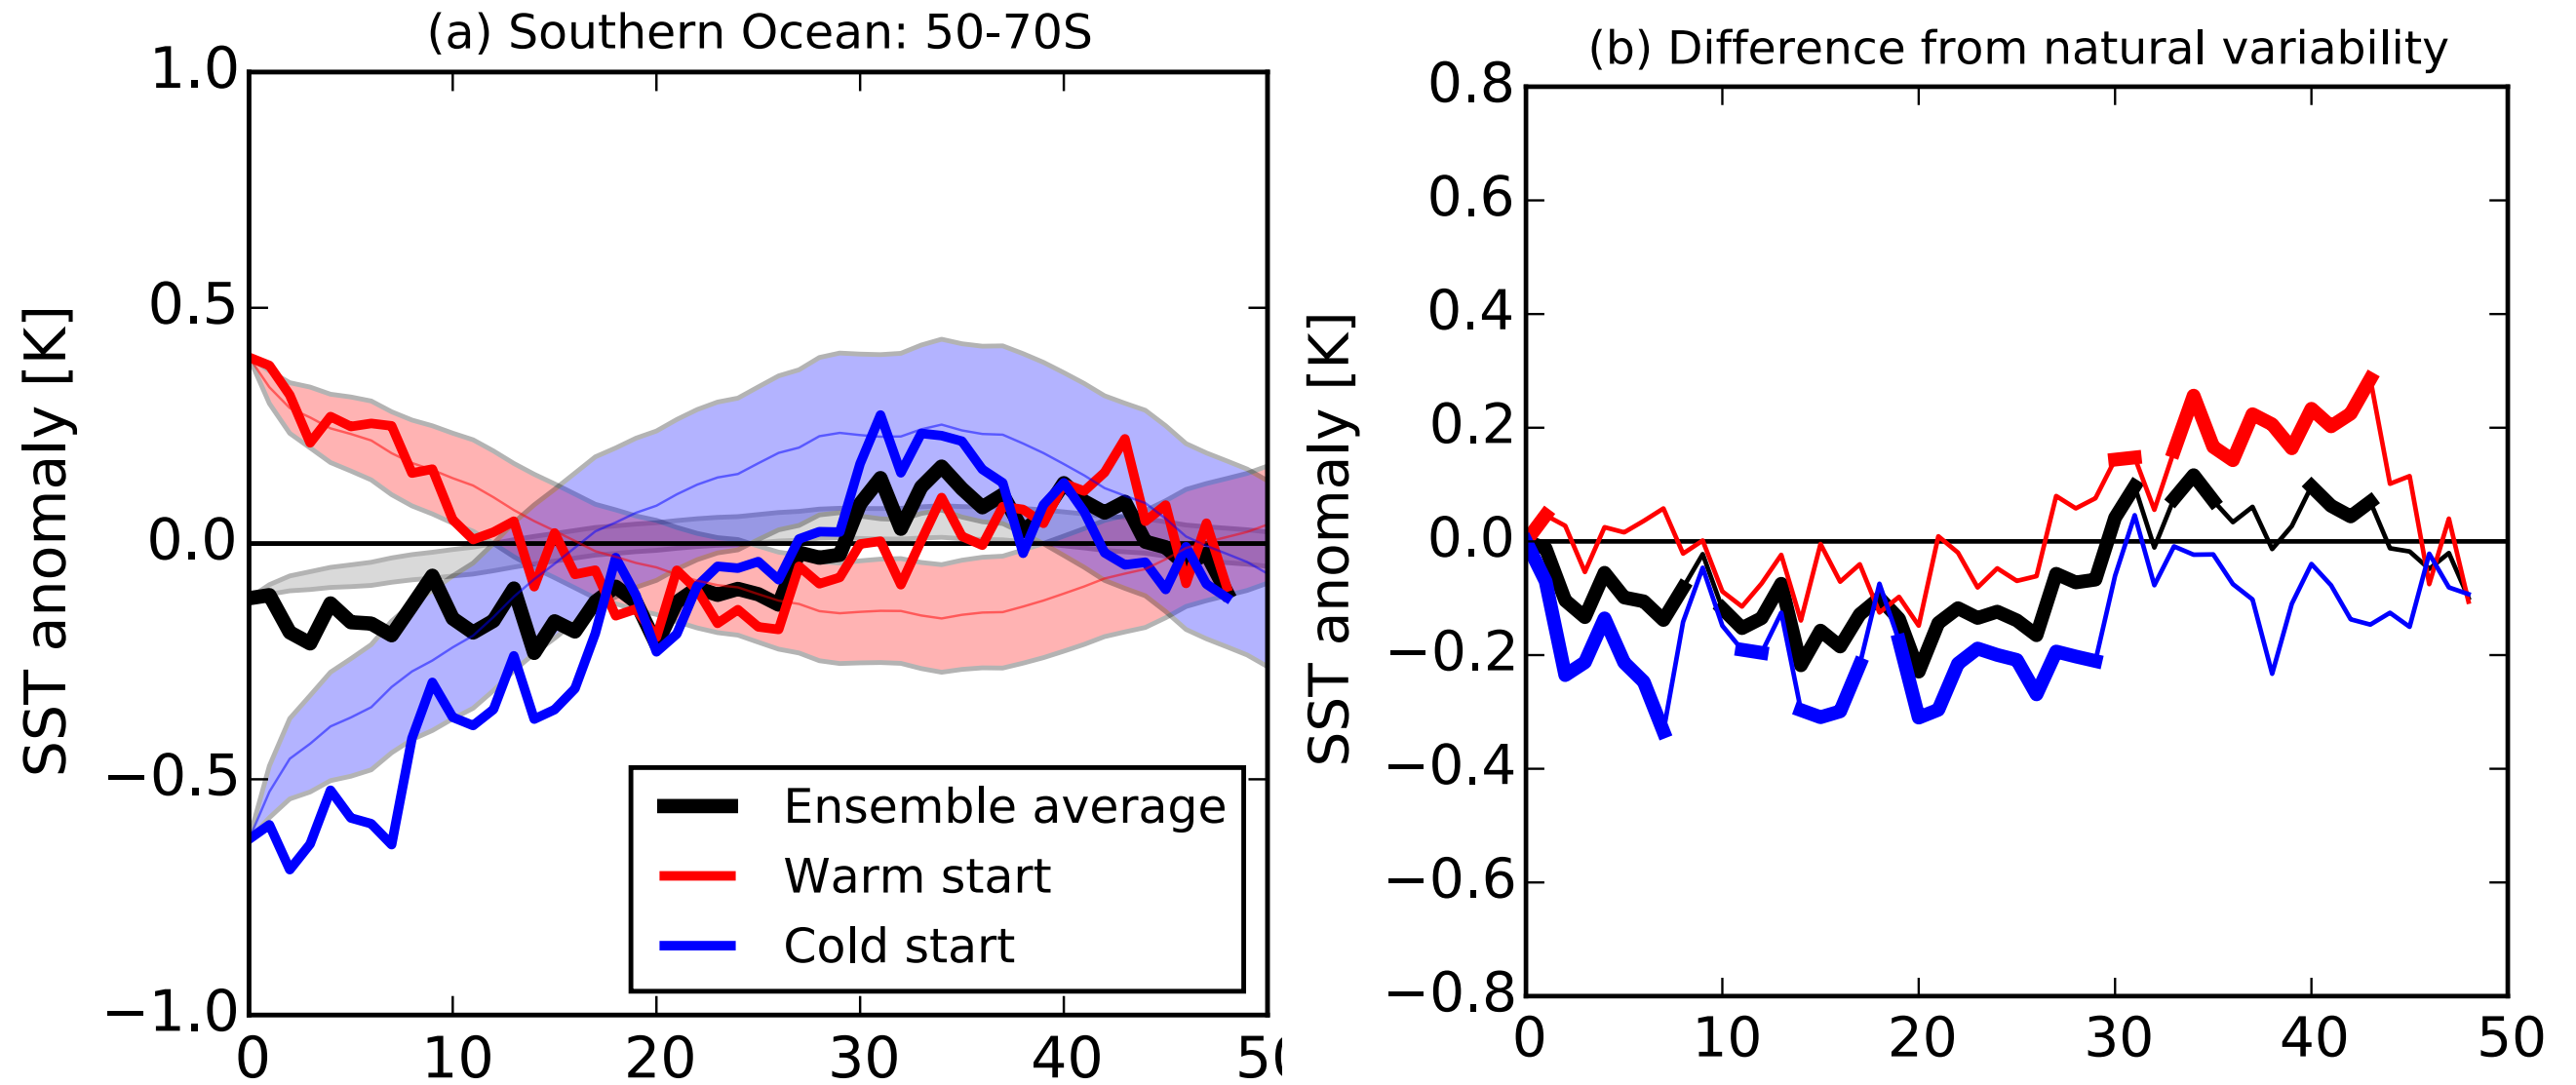 (a) Southern Ocean: 50-70S
SST anomaly [K]
1.0
0.5
0.0
−0.5
−1.0
0 10 20 30 40 50
Ensemble average
Warm start
Cold start
(b) Difference from natural variability
SST anomaly [K]
0.8
0.6
0.4
0.2
0.0
−0.2
−0.4
−0.6
−0.8
0 10 20 30 40 50